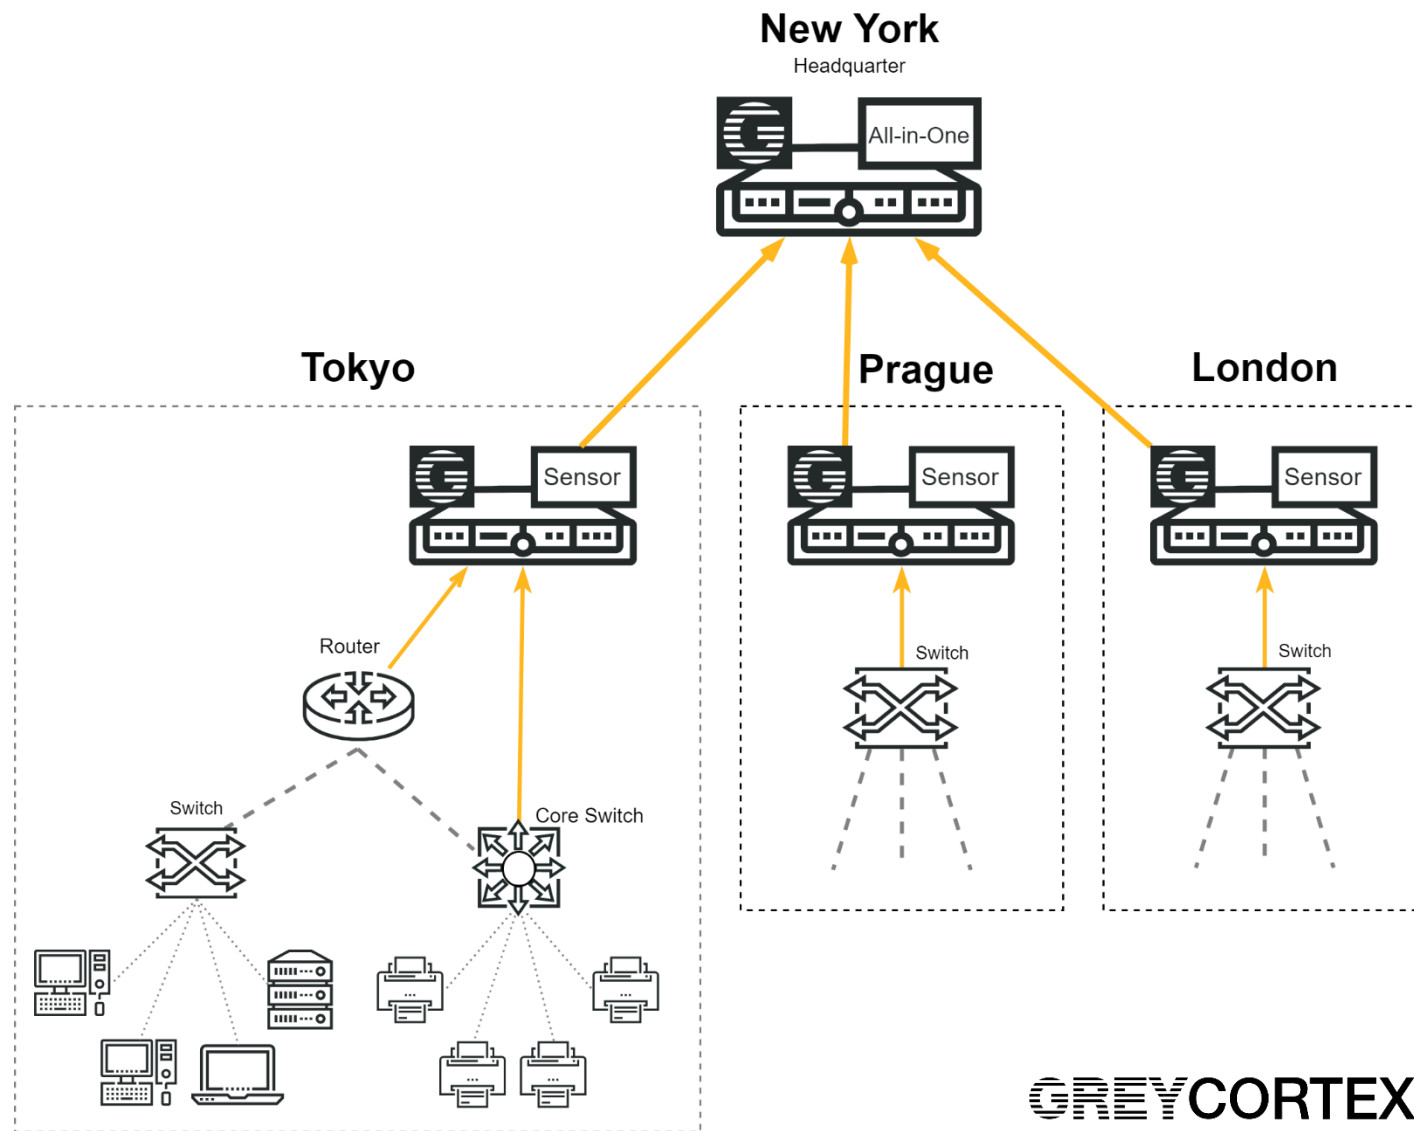 New York
Headquarter
All-in-One
Tokyo
Prague
London
Sensor
Sensor
Sensor
Router
Switch
Switch
Switch
Core Switch
GREYCORTEX